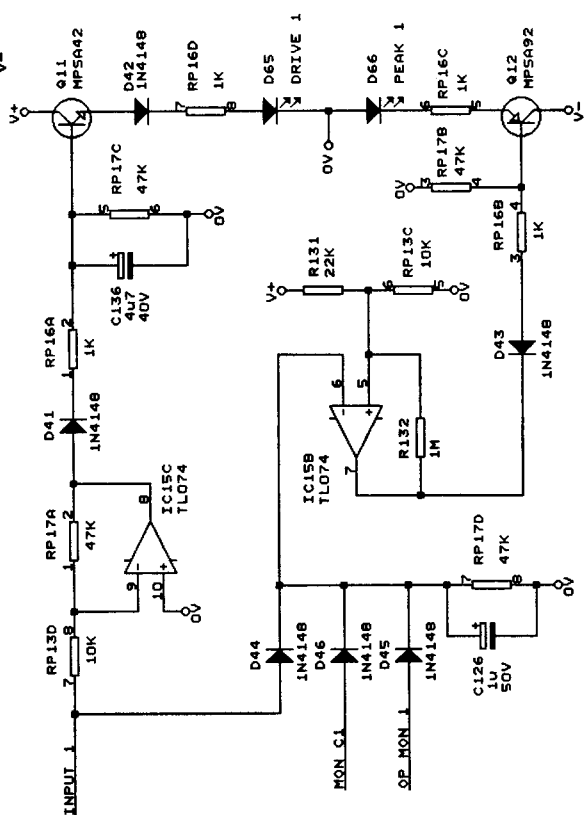 V-
Q11
MPSA42
V+
D42
1N4148
RP16D
7
8
1K
D65
DRIVE 1
0V
D66
PEAK 1
RP16C
6
5
1K
Q12
MPSA92
V-
RP17C
5
6
47K
0V
C136
4u7
40V
+
RP17B
0V
3
4
47K
RP16B
4
3
1K
RP16A
1
2
1K
D41
1N4148
V+
R131
22K
RP13C
10K
6
5
0V
D43
1N4148
6
5
-
+
7
IC15B
TL074
R132
1M
8
IC15C
TL074
-
+
9
10
0V
RP17A
1
2
47K
RP13D
7
8
10K
INPUT 1
D44
1N4148
D46
1N4148
D45
1N4148
MON C1
OP MON 1
RP17D
47K
7
8
0V
C126
1u
50V
+